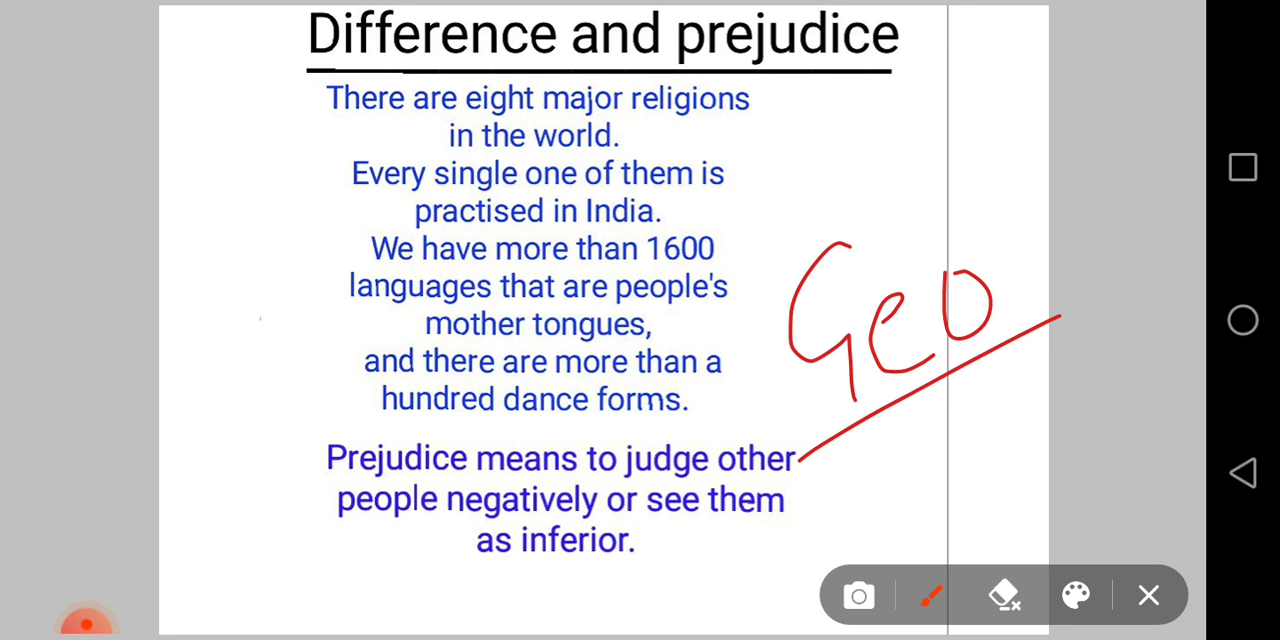 Difference and prejudice
There are eight major religions
in the world.
Every single one of them is
practised in India.
We have more than 1600
languages that are people's
mother tongues,
and there are more than a
hundred dance forms.
Geo
Prejudice means to judge other
people negatively or see them
as inferior.